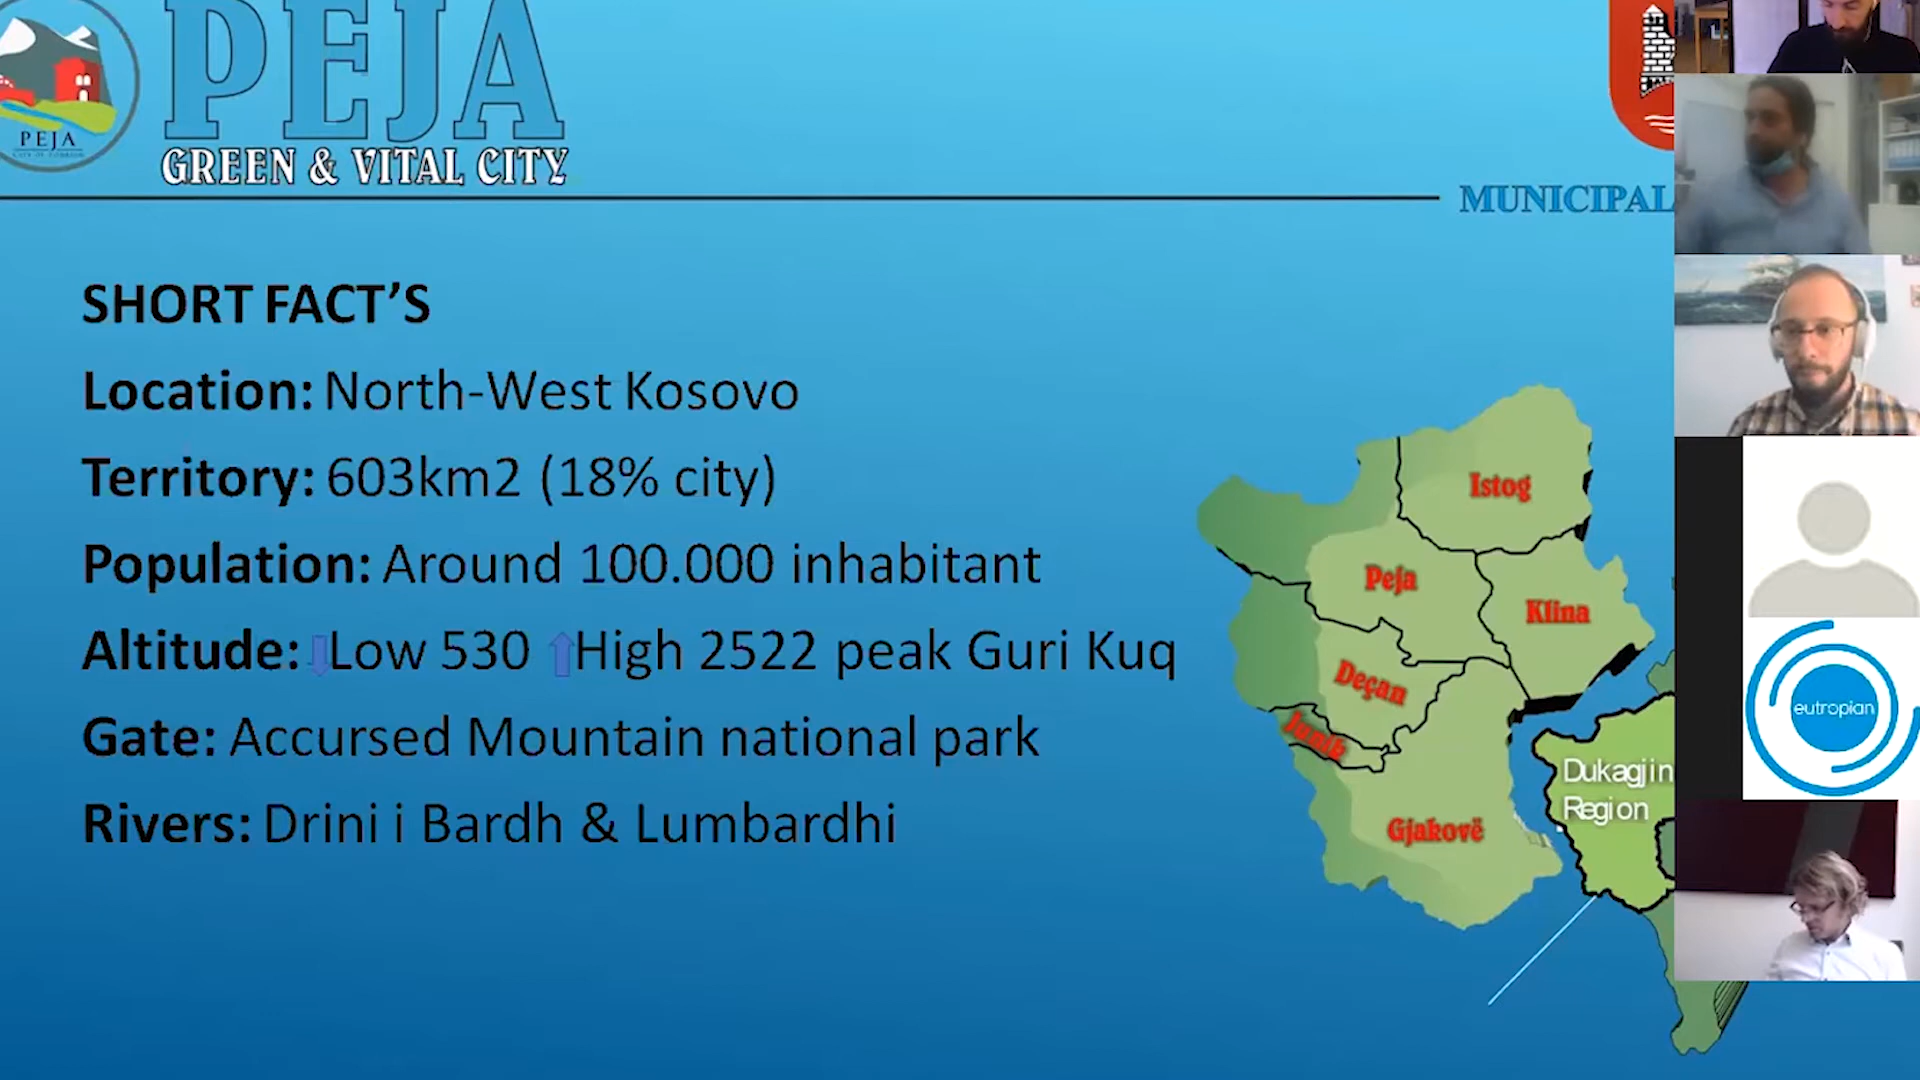 PEJA
PEJA
GREEN & VITAL CITY
MUNICIPAL
SHORT FACT’S
Location: North-West Kosovo
Territory: 603km2 (18% city)
Population: Around 100.000 inhabitant
Altitude: Low 530 High 2522 peak Guri Kuq
Gate: Accursed Mountain national park
Rivers: Drini i Bardh & Lumbardhi
Istog
Peja
Klina
Deçan
Junik
Gjakovë
Dukagjin
Region
eutropian